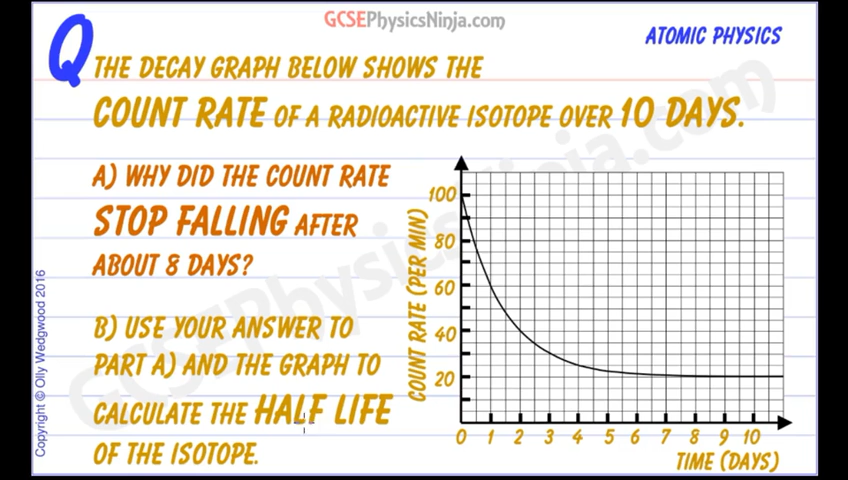 GCSEPhysicsNinja.com
ATOMIC PHYSICS
Q THE DECAY GRAPH BELOW SHOWS THE
COUNT RATE OF A RADIOACTIVE ISOTOPE OVER 10 DAYS.
A) WHY DID THE COUNT RATE
STOP FALLING AFTER
ABOUT 8 DAYS?
B) USE YOUR ANSWER TO
PART A) AND THE GRAPH TO
CALCULATE THE HALF LIFE
OF THE ISOTOPE.
COUNT RATE (PER MIN)
100
80
60
40
20
0 1 2 3 4 5 6 7 8 9 10
TIME (DAYS)
Copyright © Olly Wedgwood 2016
GCSEPhysicsNinja.com